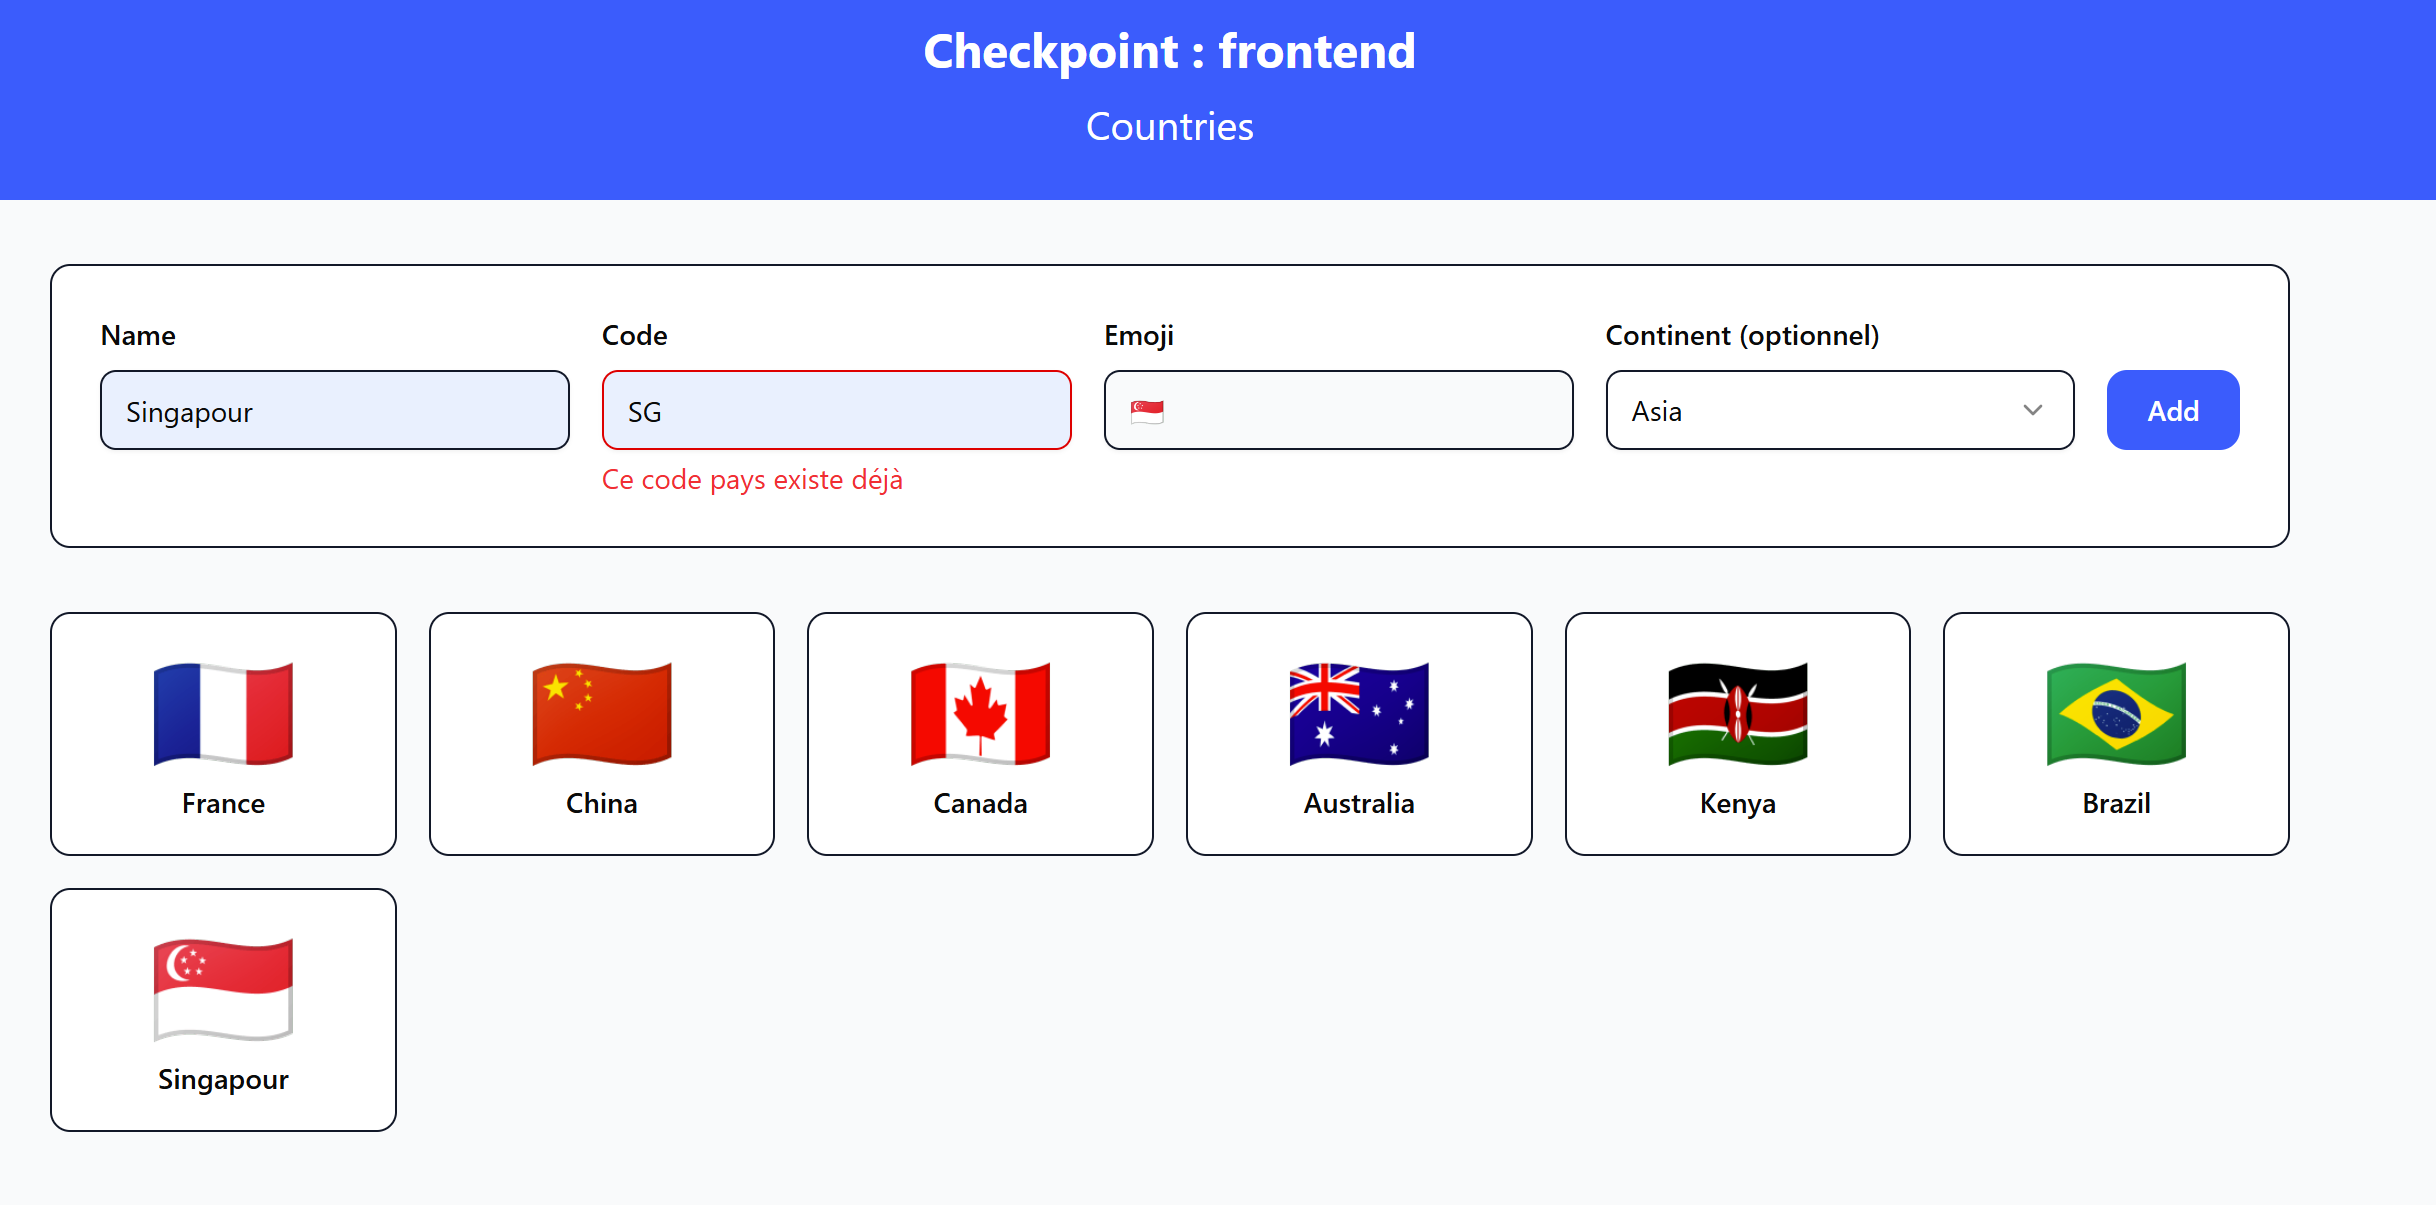 Checkpoint : frontend
Countries
Name
Code
Emoji
Continent (optionnel)
Singapour
SG
🇸🇬
Asia
Add
Ce code pays existe déjà
France
China
Canada
Australia
Kenya
Brazil
Singapour